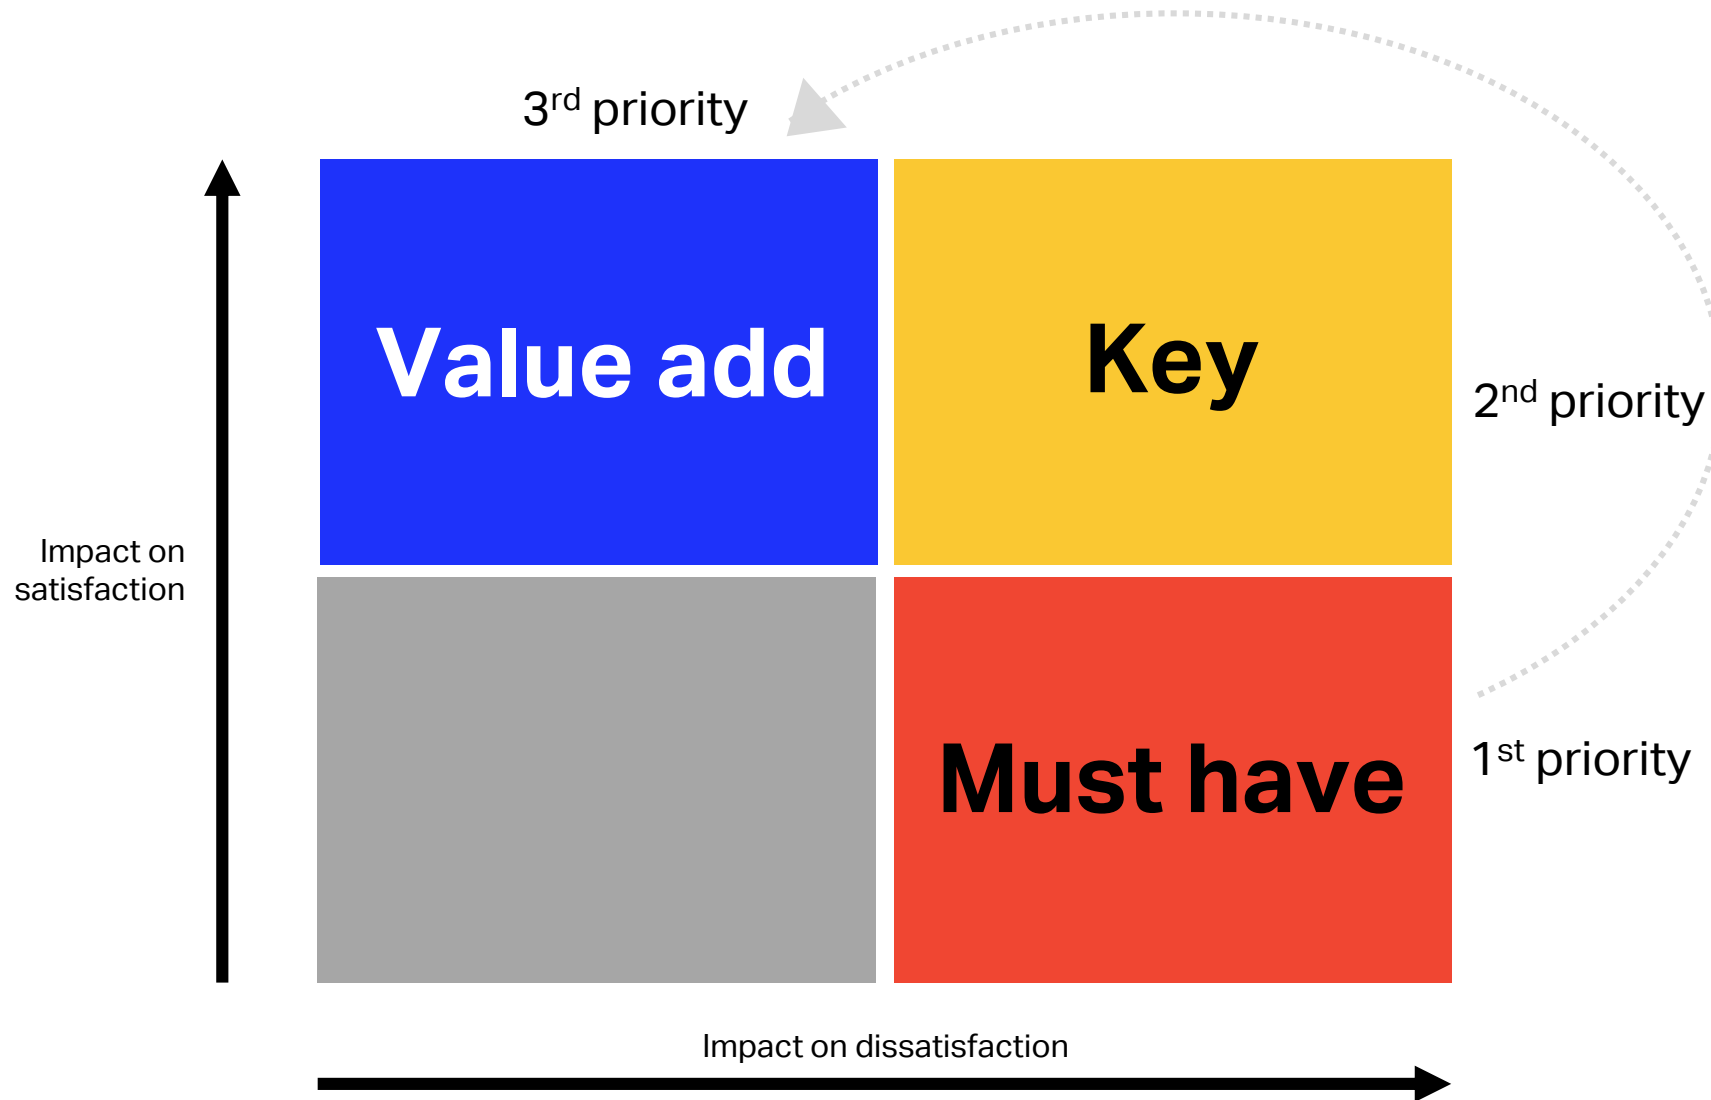 3rd priority
Value add
Key
2nd priority
Impact on
satisfaction
Must have
1st priority
Impact on dissatisfaction